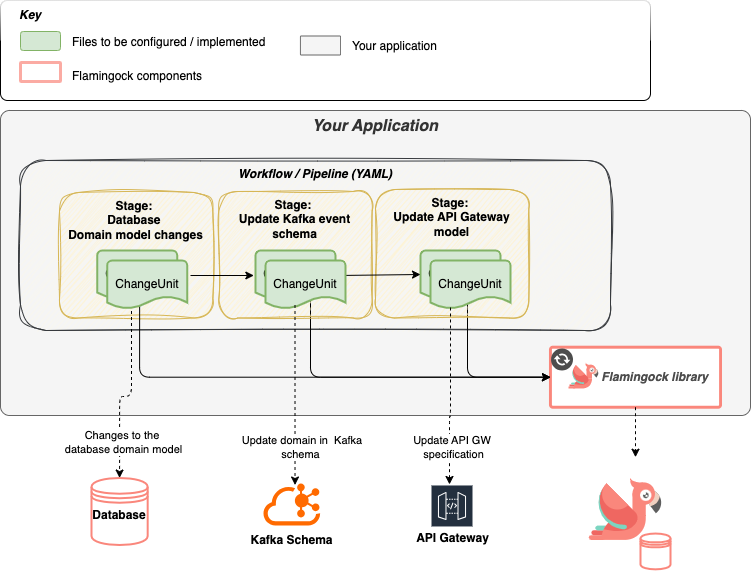 Key
Files to be configured / implemented
Your application
Flamingock components
Your Application
Workflow / Pipeline (YAML)
Stage:
Database
Domain model changes
Stage:
Update Kafka event
schema
Stage:
Update API Gateway
model
ChangeUnit
ChangeUnit
ChangeUnit
Flamingock library
Changes to the
database domain model
Update domain in Kafka
schema
Update API GW
specification
Database
Kafka Schema
API Gateway